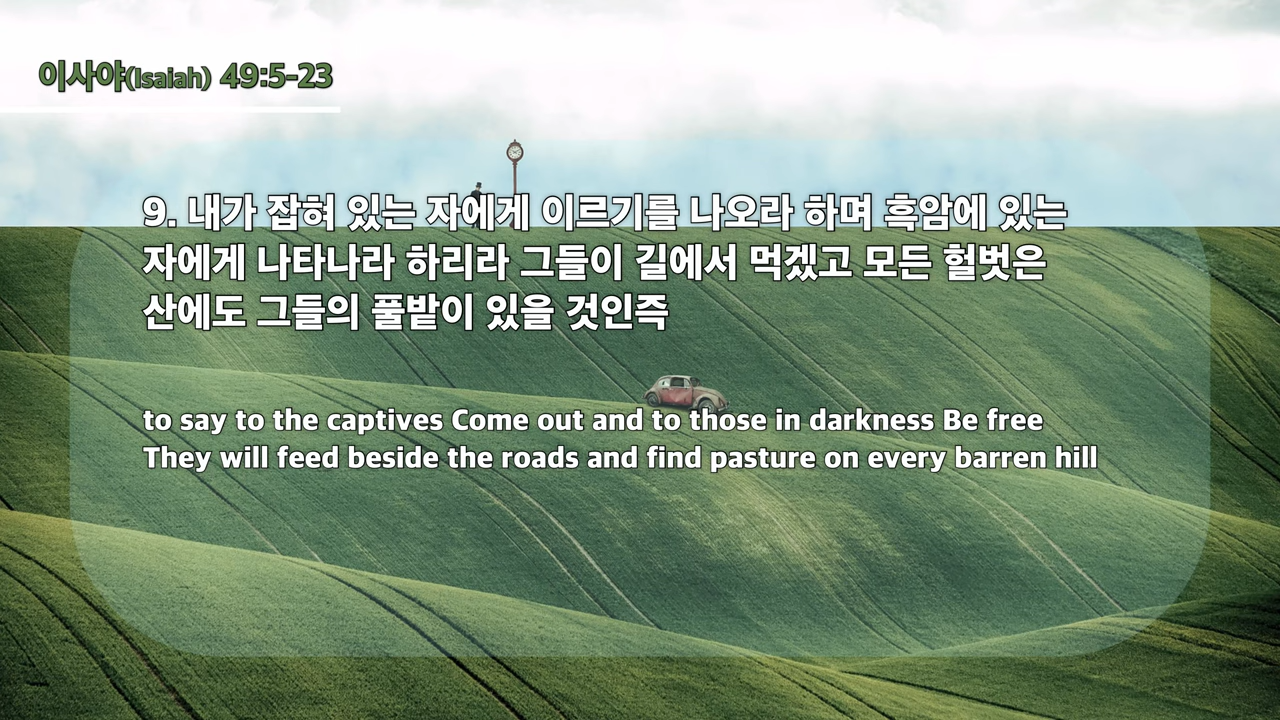 이사야(Isaiah) 49:5-23
9. 내가 잡혀 있는 자에게 이르기를 나오라 하며 흑암에 있는
자에게 나타나라 하리라 그들이 길에서 먹겠고 모든 헐벗은
산에도 그들의 풀밭이 있을 것인즉
to say to the captives Come out and to those in darkness Be free
They will feed beside the roads and find pasture on every barren hill